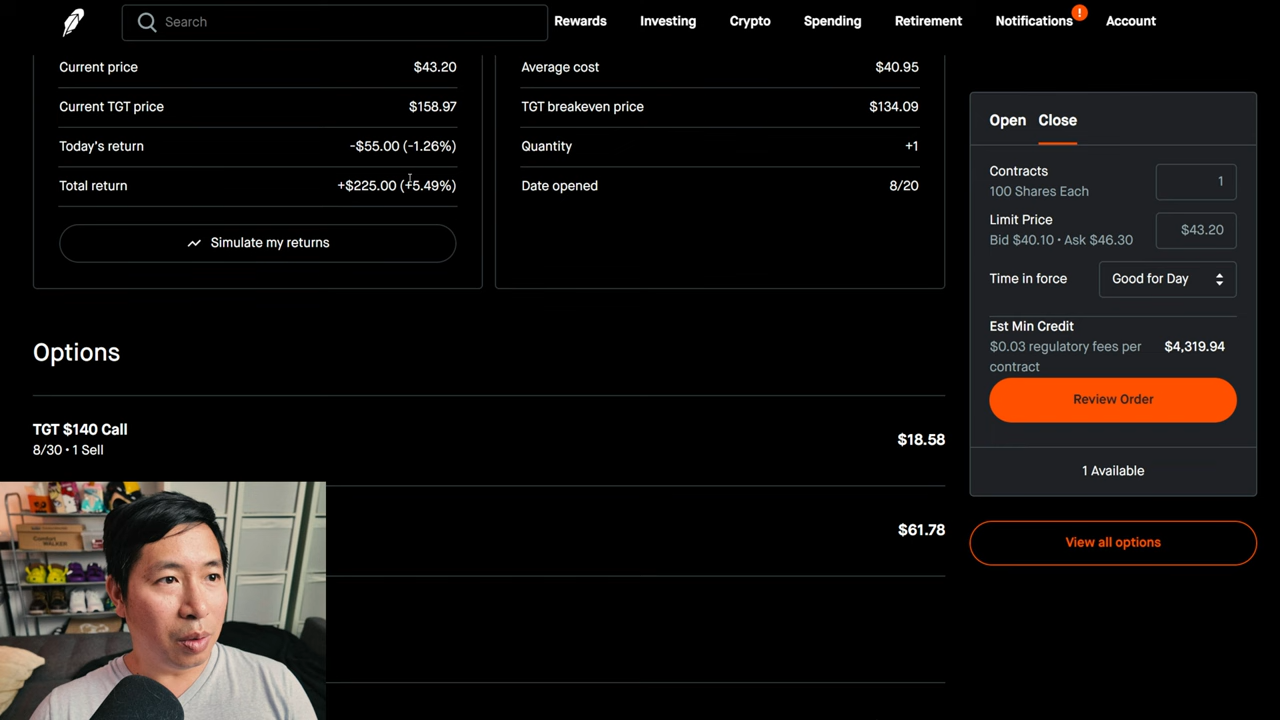 Search
Rewards
Investing
Crypto
Spending
Retirement
Notifications
!
Account
Current price $43.20
Current TGT price $158.97
Today's return -$55.00 (-1.26%)
Total return +$225.00 (+5.49%)
Simulate my returns
Average cost $40.95
TGT breakeven price $134.09
Quantity +1
Date opened 8/20
Options
TGT $140 Call
8/30 • 1 Sell
$18.58
$61.78
Open Close
Contracts
100 Shares Each
1
Limit Price
Bid $40.10 • Ask $46.30
$43.20
Time in force Good for Day
Est Min Credit
$0.03 regulatory fees per
contract
$4,319.94
Review Order
1 Available
View all options